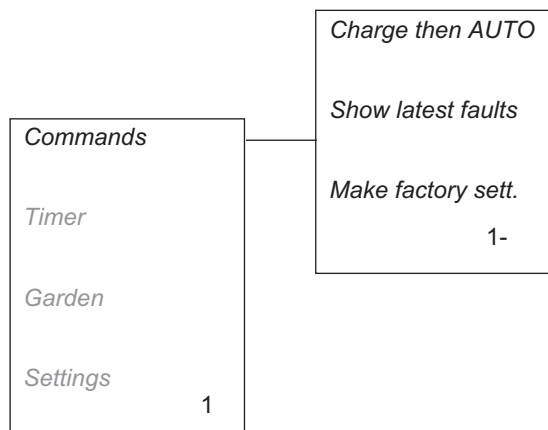 Commands
Timer
Garden
Settings
1
Charge then AUTO
Show latest faults
Make factory sett.
1-